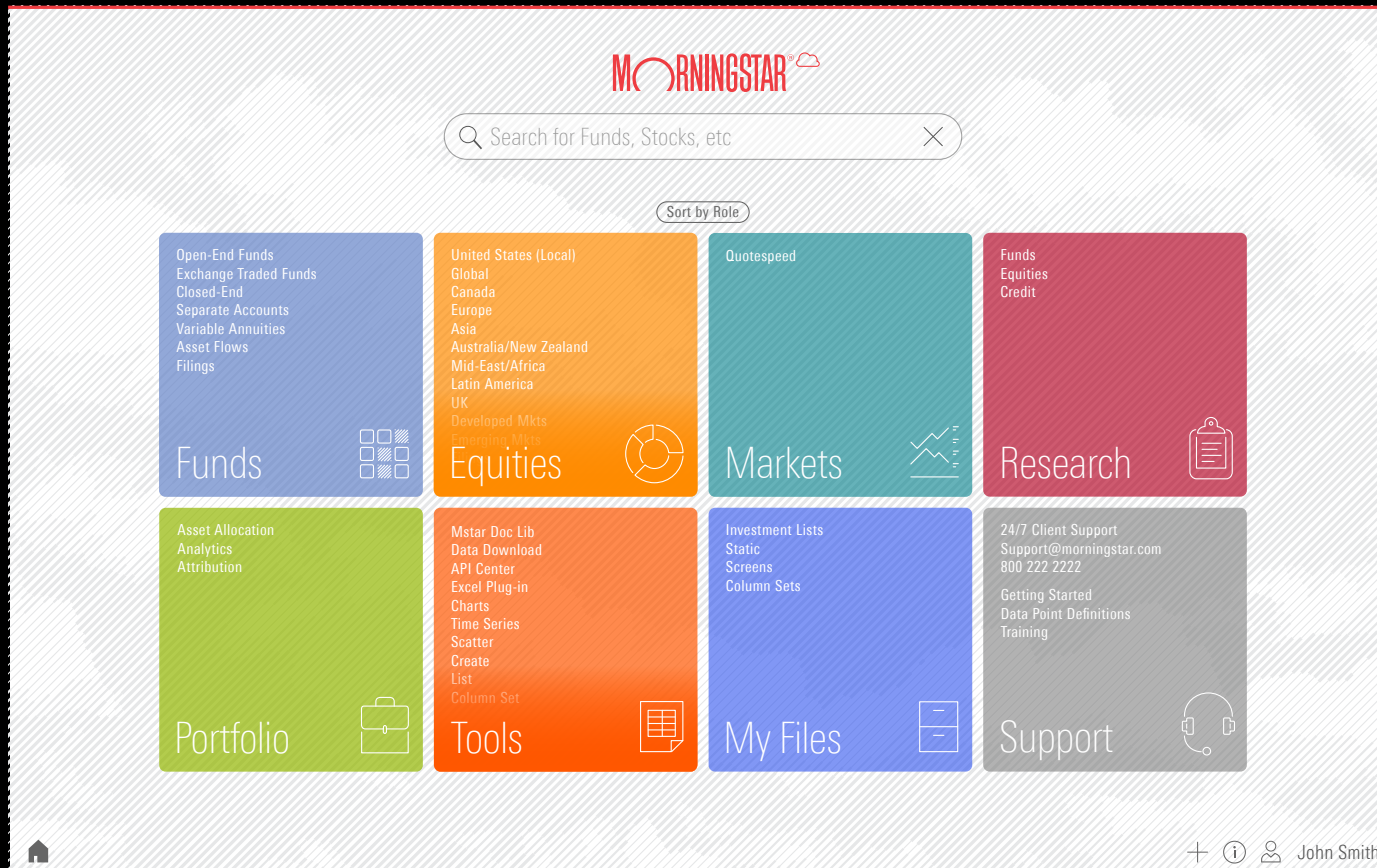 MORNINGSTAR®
Search for Funds, Stocks, etc
Sort by Role
Open-End Funds
Exchange Traded Funds
Closed-End
Separate Accounts
Variable Annuities
Asset Flows
Filings
Funds
United States (Local)
Global
Canada
Europe
Asia
Australia/New Zealand
Mid-East/Africa
Latin America
UK
Developed Mkts
Emerging Mkts
Equities
Quotespeed
Markets
Funds
Equities
Credit
Research
Asset Allocation
Analytics
Attribution
Portfolio
Mstar Doc Lib
Data Download
API Center
Excel Plug-in
Charts
Time Series
Scatter
Create
List
Column Set
Tools
Investment Lists
Static
Screens
Column Sets
My Files
24/7 Client Support
Support@morningstar.com
800 222 2222
Getting Started
Data Point Definitions
Training
Support
John Smith